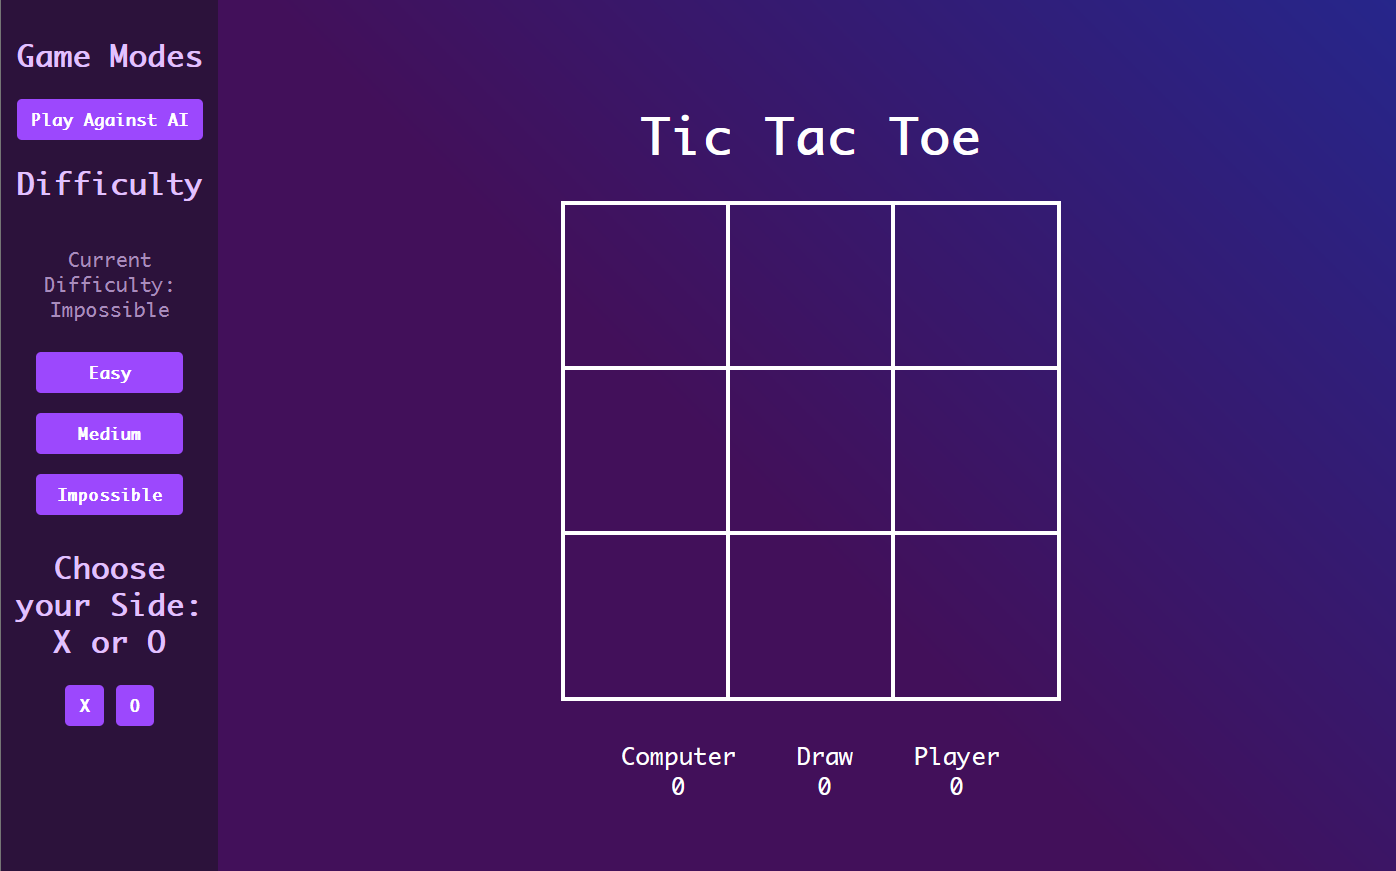 Game Modes
Play Against AI
Difficulty
Current
Difficulty:
Impossible
Easy
Medium
Impossible
Choose
your Side:
X or O
X O
Tic Tac Toe
Computer Draw Player
0 0 0